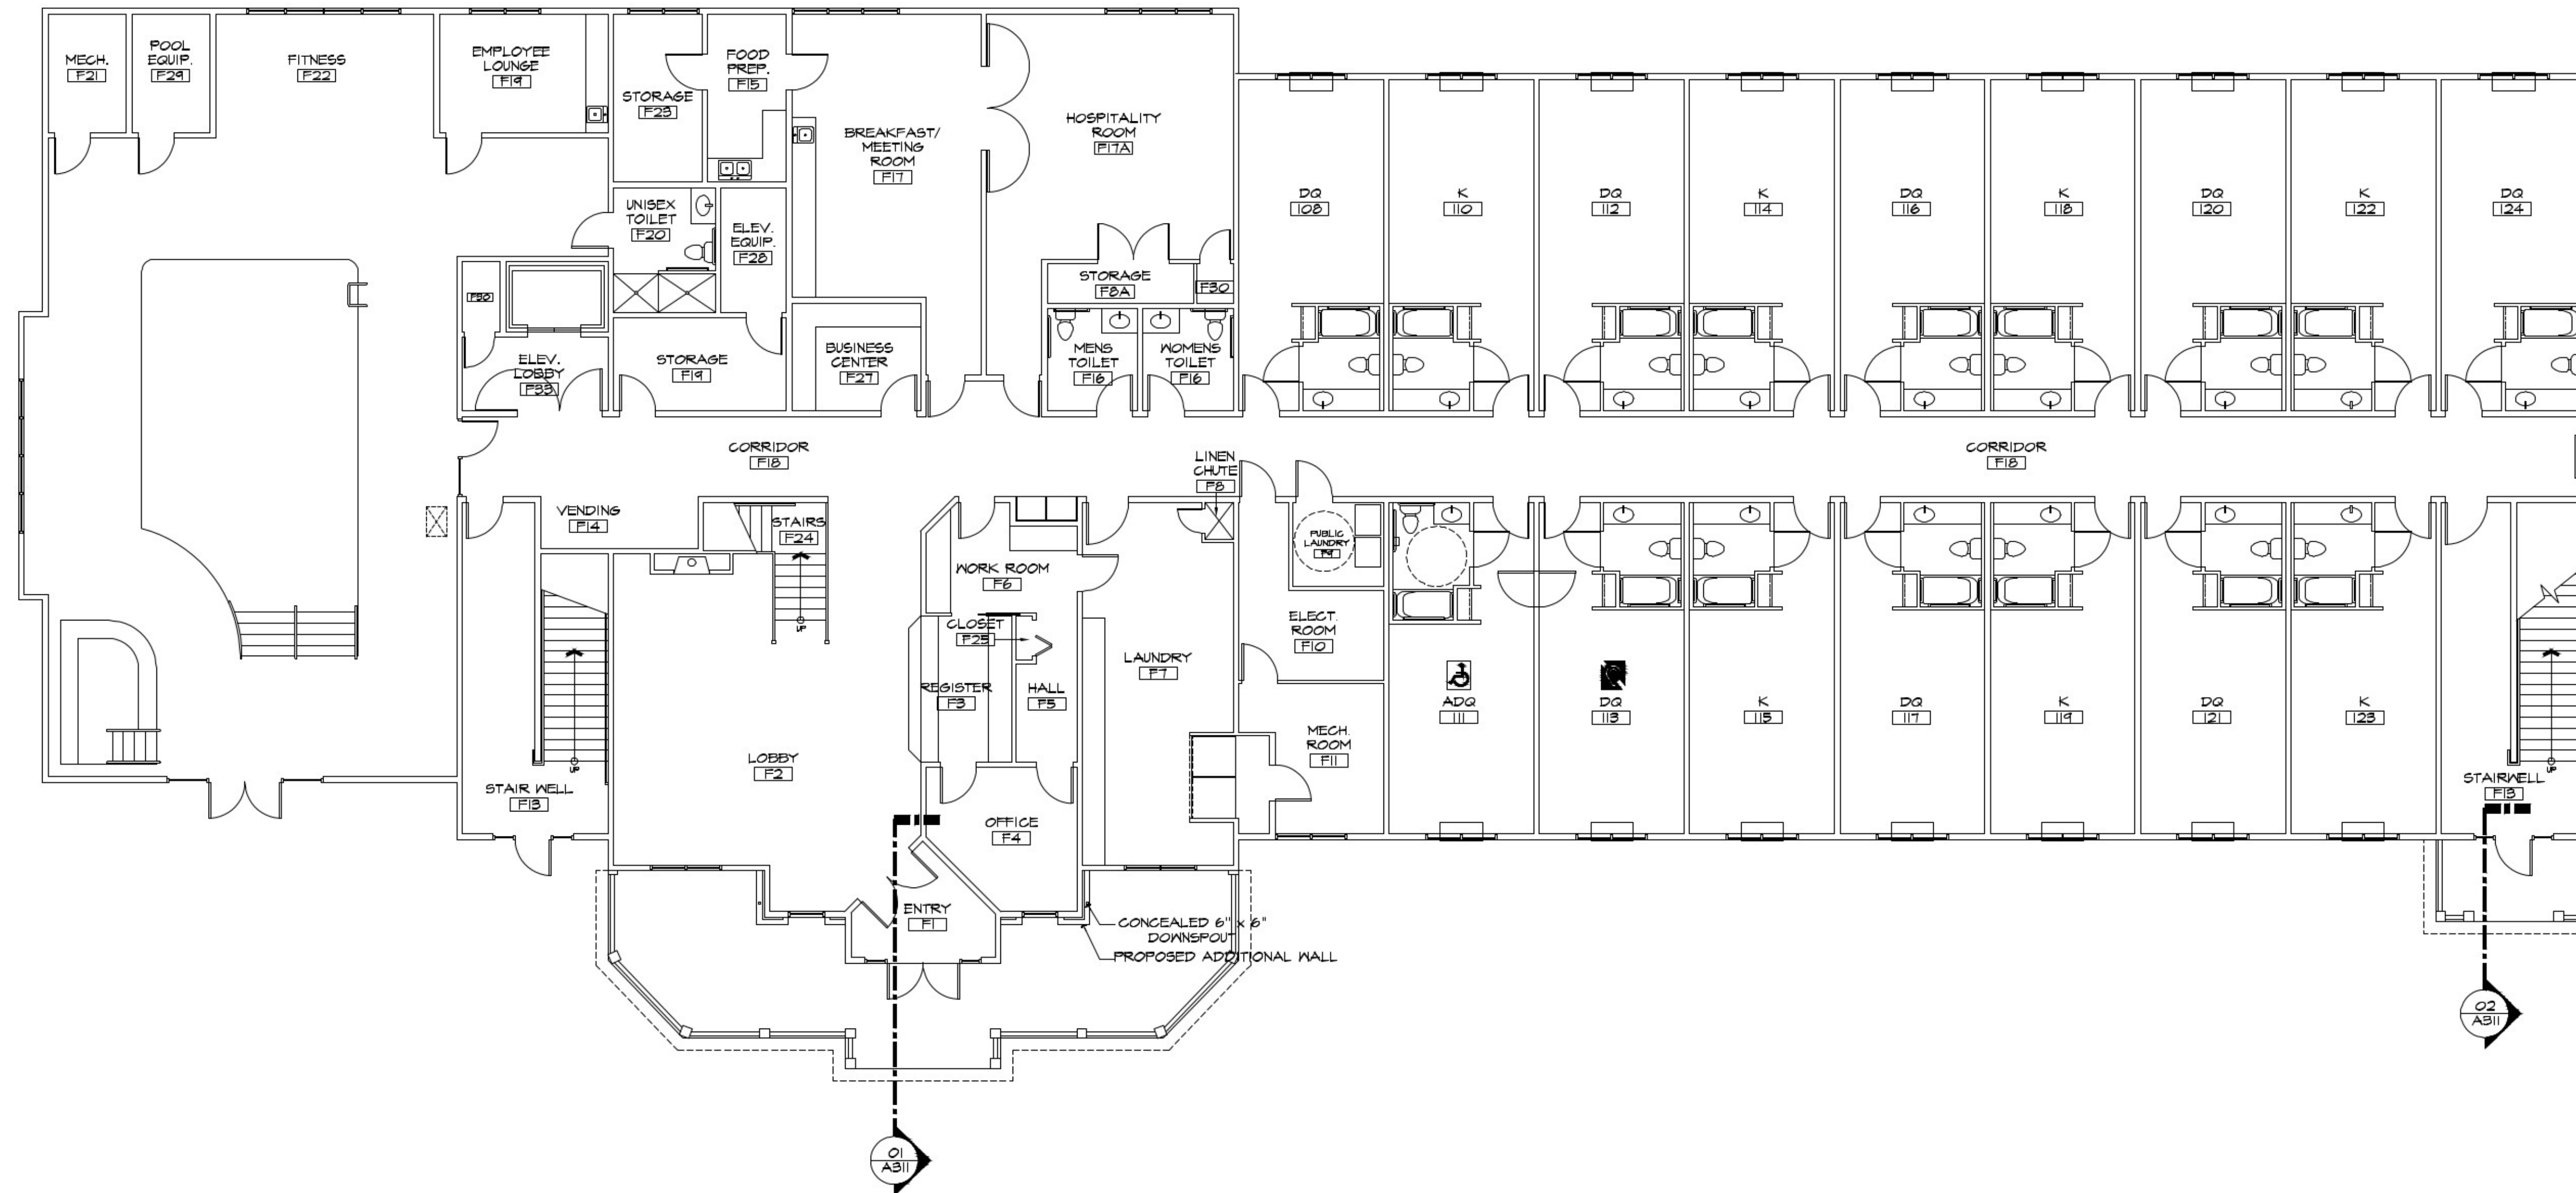 MECH.
F21
POOL
EQUIP.
F29
FITNESS
F22
EMPLOYEE
LOUNGE
F19
STORAGE
F23
FOOD
PREP.
F15
BREAKFAST/
MEETING
ROOM
F17
HOSPITALITY
ROOM
F17A
UNISEX
TOILET
F20
ELEV.
EQUIP.
F28
STORAGE
F8A
F30
F30
ELEV.
LOBBY
F33
STORAGE
F19
BUSINESS
CENTER
F27
MENS
TOILET
F16
WOMENS
TOILET
F16
DQ
108
K
110
DQ
112
K
114
DQ
116
K
118
DQ
120
K
122
DQ
124
CORRIDOR
F18
LINEN
CHUTE
F8
CORRIDOR
F18
VENDING
F14
STAIRS
F24
UP
WORK ROOM
F6
CLOSET
F25
REGISTER
F3
HALL
F5
LAUNDRY
F7
PUBLIC
LAUNDRY
F9
ELECT.
ROOM
F10
MECH.
ROOM
F11
ADQ
111
DQ
113
K
115
DQ
117
K
119
DQ
121
K
123
LOBBY
F2
UP
STAIR WELL
F13
OFFICE
F4
UP
STAIRWELL
F13
ENTRY
F1
CONCEALED 6" x 6"
DOWNSPOUT
PROPOSED ADDITIONAL WALL
01
A311
02
A311